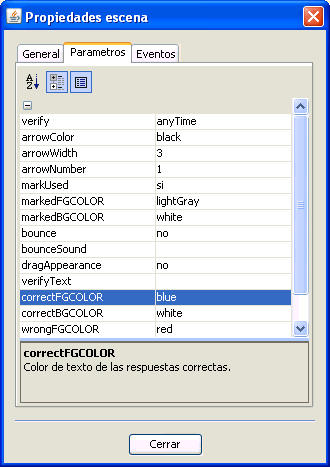 Propiedades escena
General Parametros Eventos
verify anyTime
arrowColor black
arrowWidth 3
arrowNumber 1
markUsed si
markedFGCOLOR lightGray
markedBGCOLOR white
bounce no
bounceSound
dragAppearance no
verifyText
correctFGCOLOR blue
correctBGCOLOR white
wrongFGCOLOR red
correctFGCOLOR
Color de texto de las respuestas correctas.
Cerrar